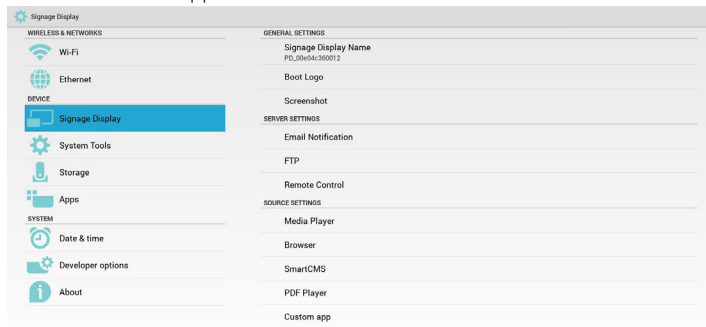 Signage Display
WIRELESS & NETWORKS
Wi-Fi
Ethernet
DEVICE
Signage Display
System Tools
Storage
Apps
SYSTEM
Date & time
Developer options
About
GENERAL SETTINGS
Signage Display Name
PD_00e04c360012
Boot Logo
Screenshot
SERVER SETTINGS
Email Notification
FTP
Remote Control
SOURCE SETTINGS
Media Player
Browser
SmartCMS
PDF Player
Custom app